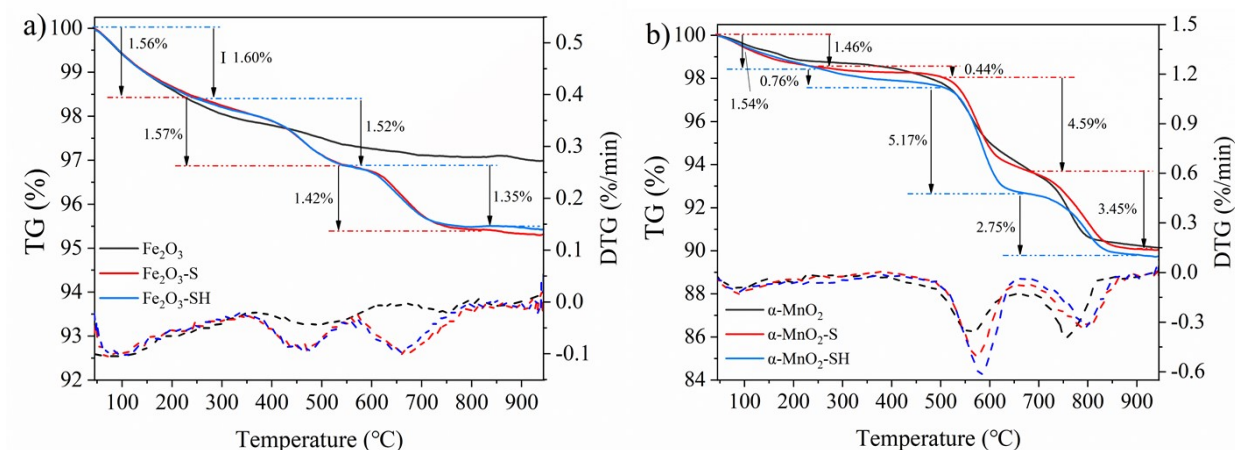 a)
TG (%)
100
99
98
97
96
95
94
93
92
1.56%
I 1.60%
1.57%
1.52%
1.42%
1.35%
Fe₂O₃
Fe₂O₃-S
Fe₂O₃-SH
0.5
0.4
0.3
0.2
0.1
0.0
-0.1
DTG (%/min)
100 200 300 400 500 600 700 800 900
Temperature (℃)
b)
TG (%)
100
98
96
94
92
90
88
86
84
1.46%
0.44%
0.76%
1.54%
4.59%
5.17%
3.45%
2.75%
α-MnO₂
α-MnO₂-S
α-MnO₂-SH
1.5
1.2
0.9
0.6
0.3
0.0
-0.3
-0.6
DTG (%/min)
100 200 300 400 500 600 700 800 900
Temperature (℃)